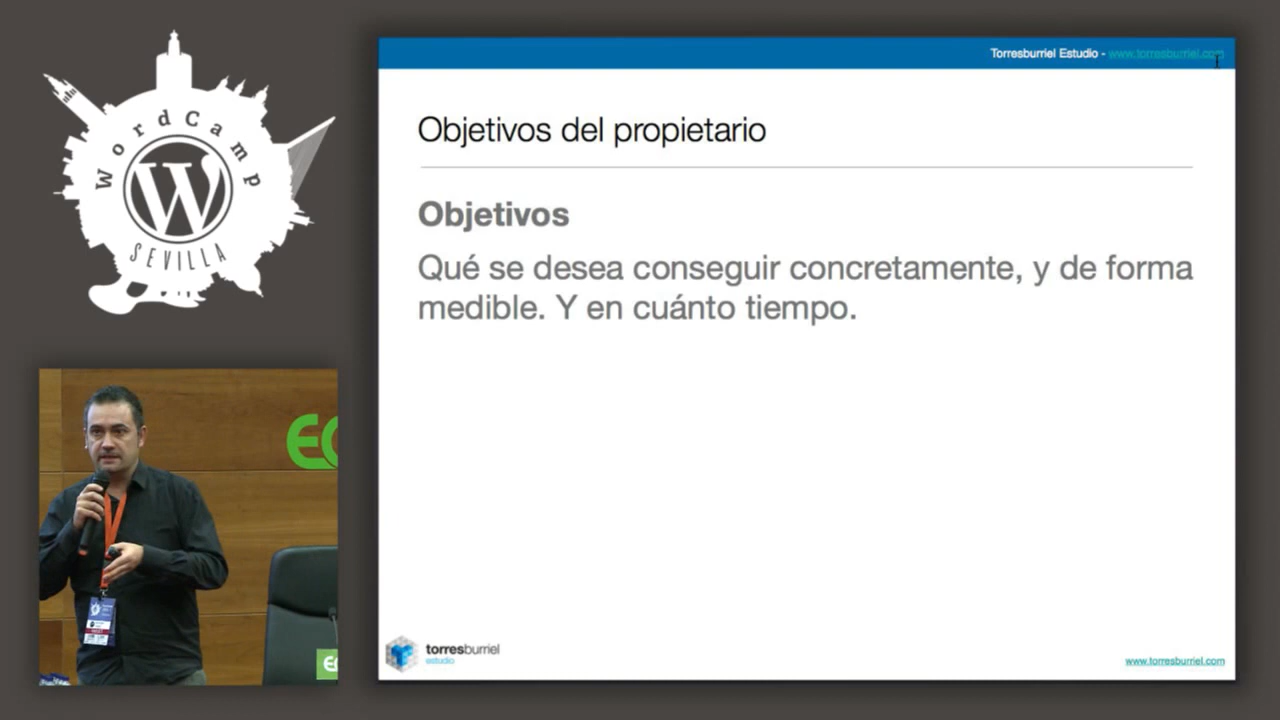 WordCamp
SEVILLA
Torresburriel Estudio - www.torresburriel.com
Objetivos del propietario
Objetivos
Qué se desea conseguir concretamente, y de forma
medible. Y en cuánto tiempo.
torresburriel
estudio
www.torresburriel.com